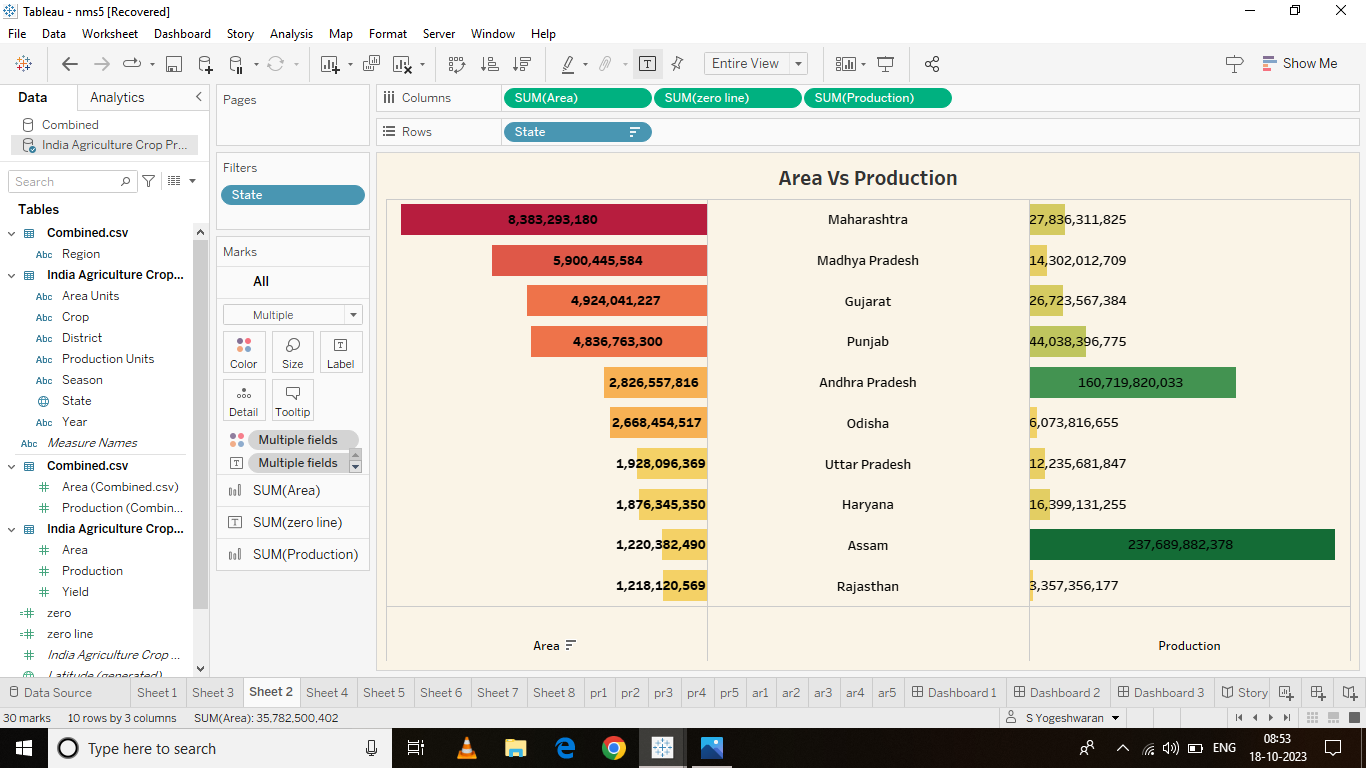 Tableau - nms5 [Recovered]
File Data Worksheet Dashboard Story Analysis Map Format Server Window Help
Entire View
Show Me
Data Analytics
Combined
India Agriculture Crop Pr...
Search
Tables
Combined.csv
Abc Region
India Agriculture Crop...
Abc Area Units
Abc Crop
Abc District
Abc Production Units
Abc Season
State
Abc Year
Abc Measure Names
Combined.csv
# Area (Combined.csv)
# Production (Combin...
India Agriculture Crop...
# Area
# Production
# Yield
=# zero
=# zero line
# India Agriculture Crop ...
Latitude (generated)
Pages
Filters
State
Marks
All
Multiple
Color Size T Label
Detail Tooltip
Multiple fields
T Multiple fields
SUM(Area)
T SUM(zero line)
SUM(Production)
Columns SUM(Area) SUM(zero line) SUM(Production)
Rows State
Area Vs Production
8,383,293,180 Maharashtra 27,836,311,825
5,900,445,584 Madhya Pradesh 14,302,012,709
4,924,041,227 Gujarat 26,723,567,384
4,836,763,300 Punjab 44,038,396,775
2,826,557,816 Andhra Pradesh 160,719,820,033
2,668,454,517 Odisha 6,073,816,655
1,928,096,369 Uttar Pradesh 12,235,681,847
1,876,345,350 Haryana 16,399,131,255
1,220,382,490 Assam 237,689,882,378
1,218,120,569 Rajasthan 3,357,356,177
Area Production
Data Source Sheet 1 Sheet 3 Sheet 2 Sheet 4 Sheet 5 Sheet 6 Sheet 7 Sheet 8 pr1 pr2 pr3 pr4 pr5 ar1 ar2 ar3 ar4 ar5 Dashboard 1 Dashboard 2 Dashboard 3 Story
30 marks 10 rows by 3 columns SUM(Area): 35,782,500,402 S Yogeshwaran
Type here to search
ENG
08:53
18-10-2023